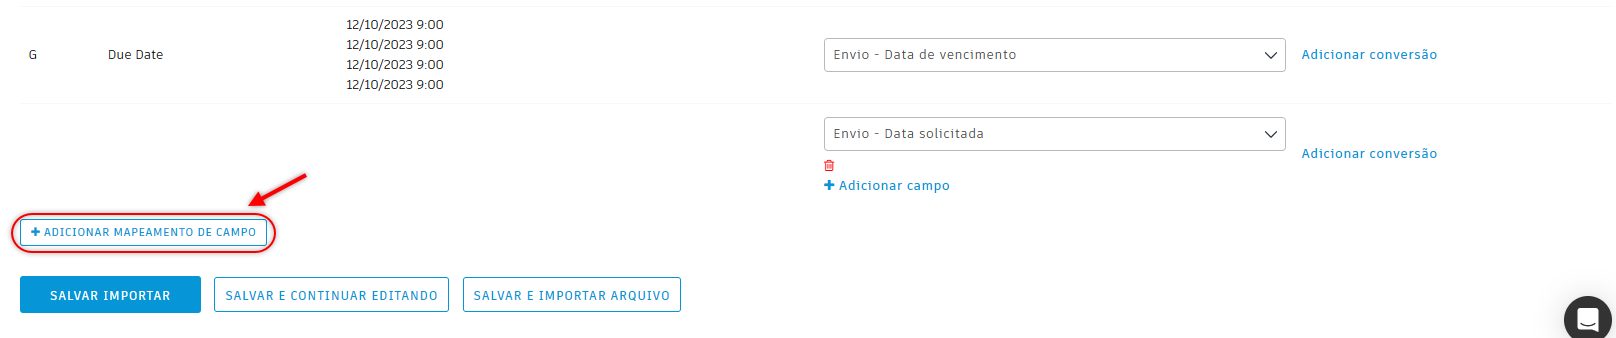 12/10/2023 9:00
G Due Date 12/10/2023 9:00 Envio - Data de vencimento Adicionar conversão
12/10/2023 9:00
12/10/2023 9:00
Envio - Data solicitada
Adicionar conversão
+ Adicionar campo
+ ADICIONAR MAPEAMENTO DE CAMPO
SALVAR IMPORTAR SALVAR E CONTINUAR EDITANDO SALVAR E IMPORTAR ARQUIVO